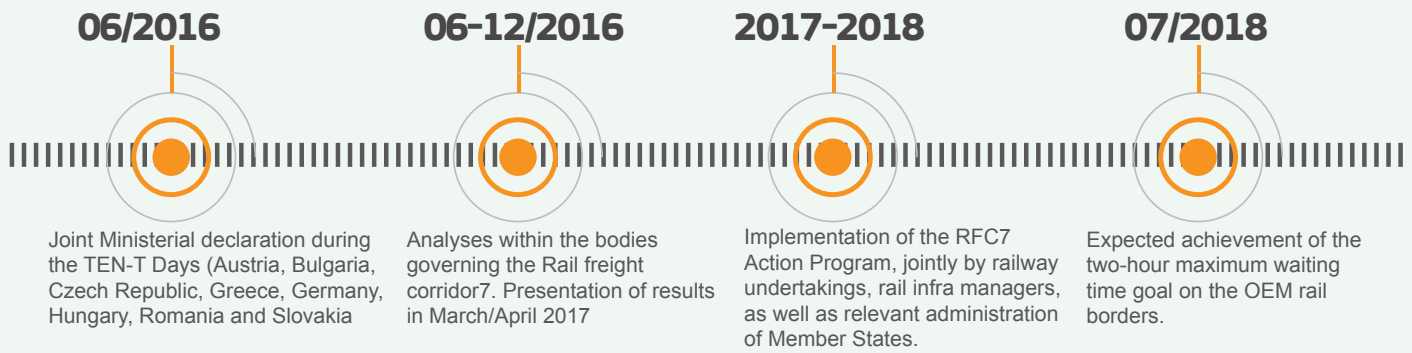 06/2016
Joint Ministerial declaration during
the TEN-T Days (Austria, Bulgaria,
Czech Republic, Greece, Germany,
Hungary, Romania and Slovakia
06-12/2016
Analyses within the bodies
governing the Rail freight
corridor7. Presentation of results
in March/April 2017
2017-2018
Implementation of the RFC7
Action Program, jointly by railway
undertakings, rail infra managers,
as well as relevant administration
of Member States.
07/2018
Expected achievement of the
two-hour maximum waiting
time goal on the OEM rail
borders.